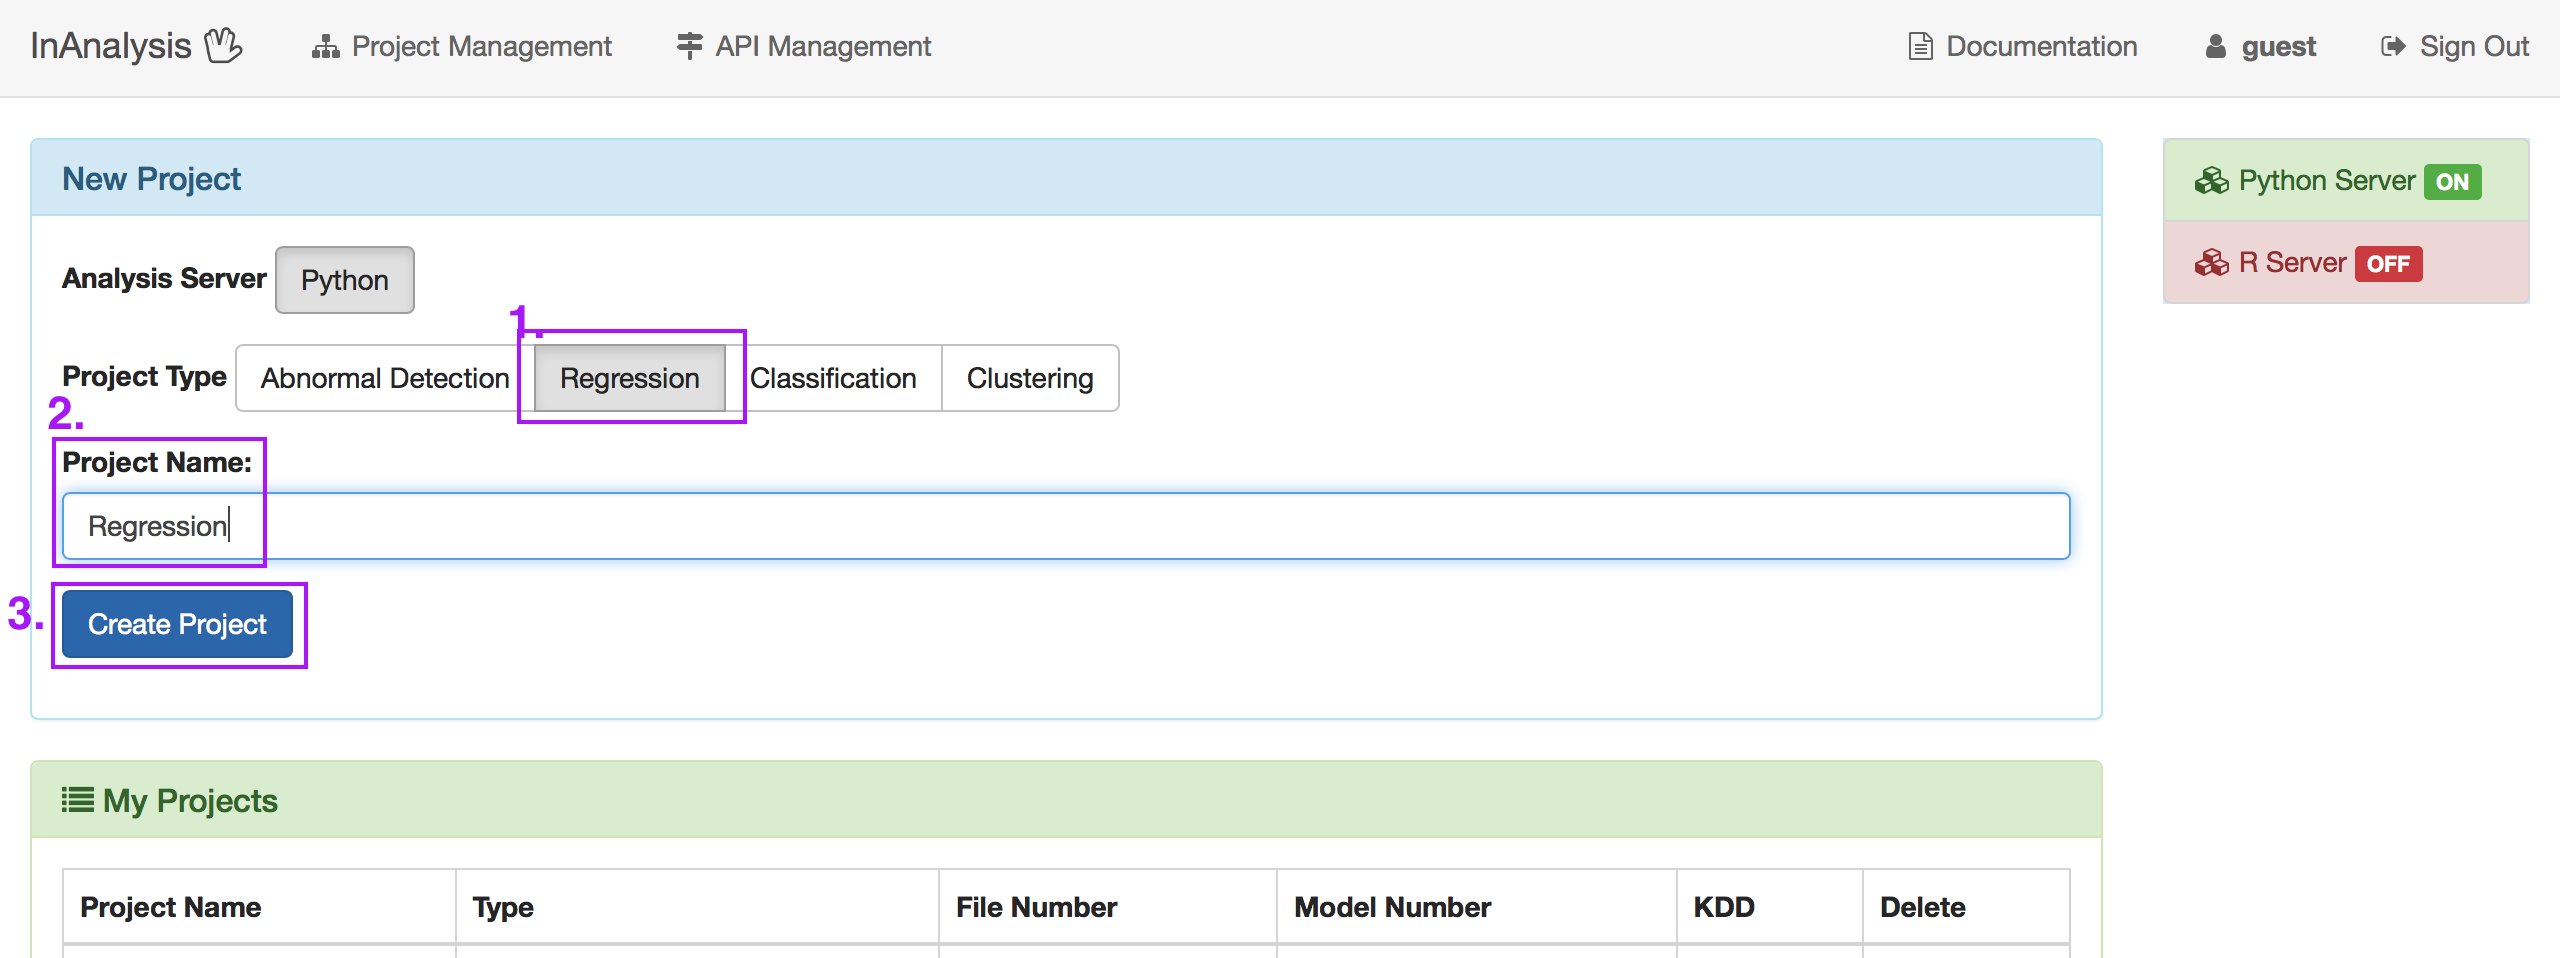 InAnalysis Project Management API Management Documentation guest Sign Out
New Project
Python Server ON
R Server OFF
Analysis Server Python
1.
Project Type Abnormal Detection Regression Classification Clustering
2.
Project Name:
Regression
3.
Create Project
My Projects
Project Name Type File Number Model Number KDD Delete